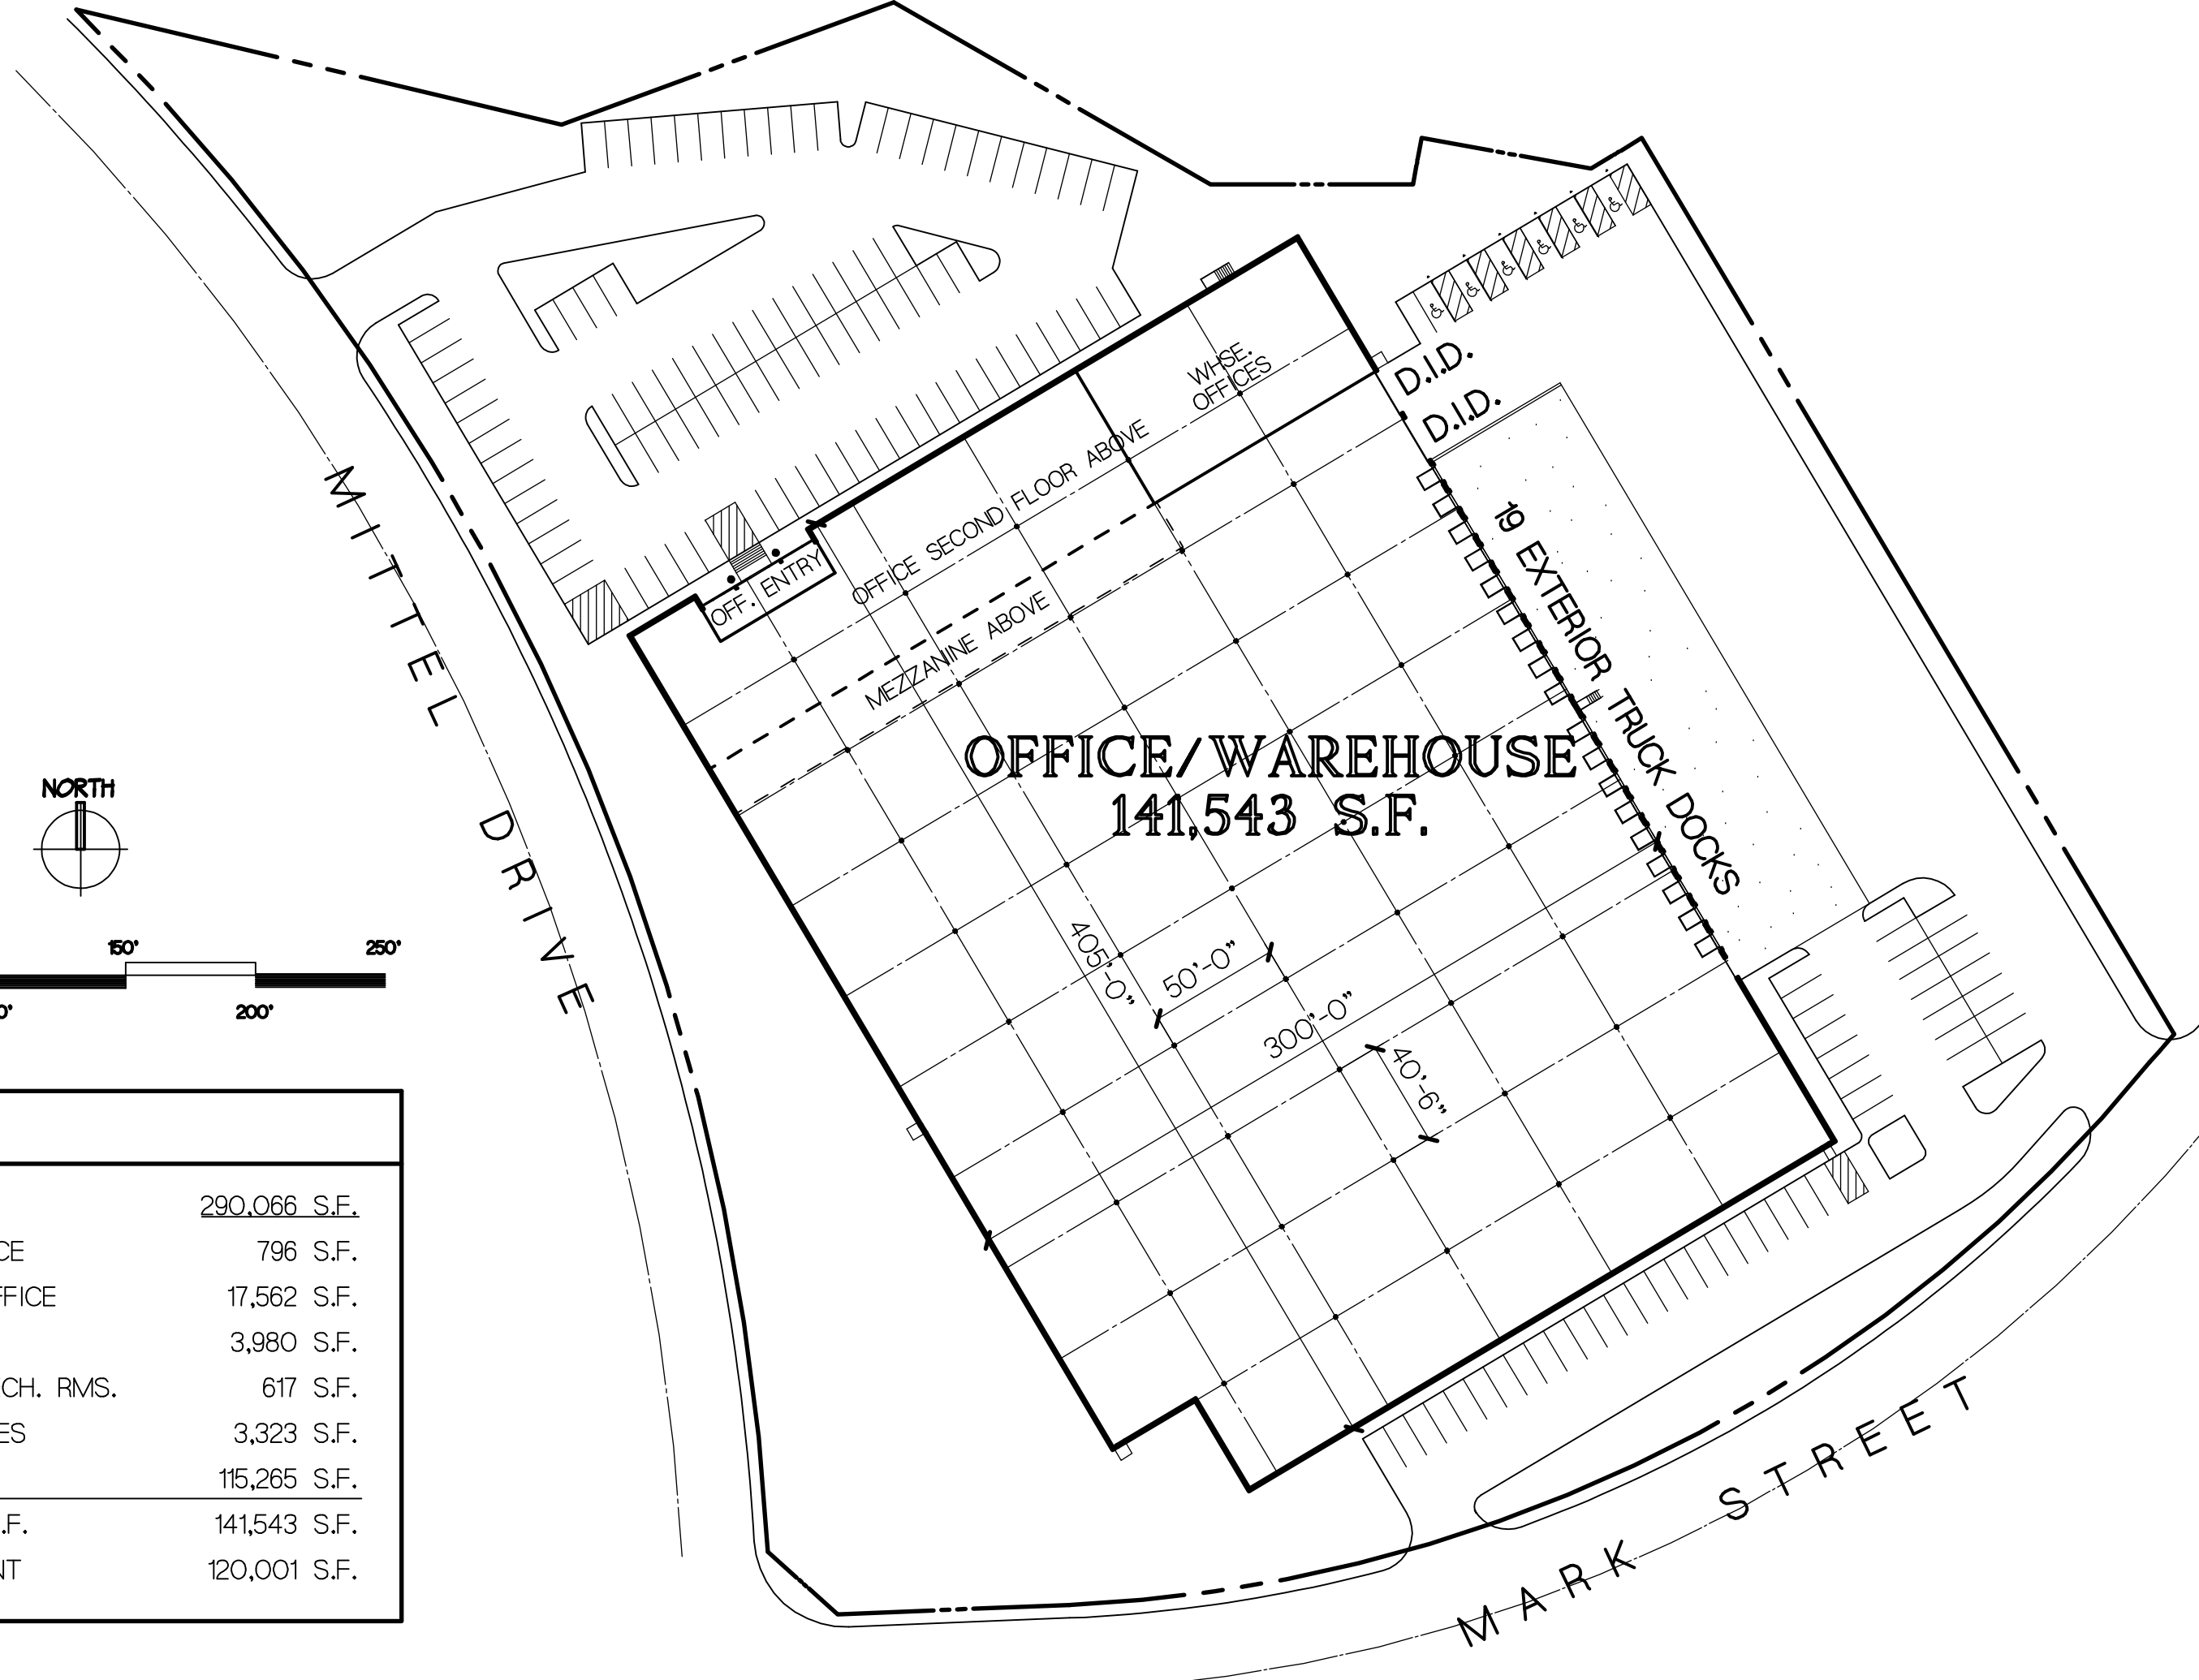 WHSE.
OFFICES
D.I.D.
D.I.D.
OFFICE SECOND FLOOR ABOVE
OFF. ENTRY
MEZZANINE ABOVE
19 EXTERIOR TRUCK DOCKS
MITTEL DRIVE
OFFICE/WAREHOUSE
141,543 S.F.
NORTH
405'-0"
50'-0"
300'-0"
40'-6"
150' 250'
0' 200'
290,066 S.F.
CE 796 S.F.
FFICE 17,562 S.F.
3,980 S.F.
CH. RMS. 617 S.F.
ES 3,323 S.F.
115,265 S.F.
.F. 141,543 S.F.
NT 120,001 S.F.
MARK STREET